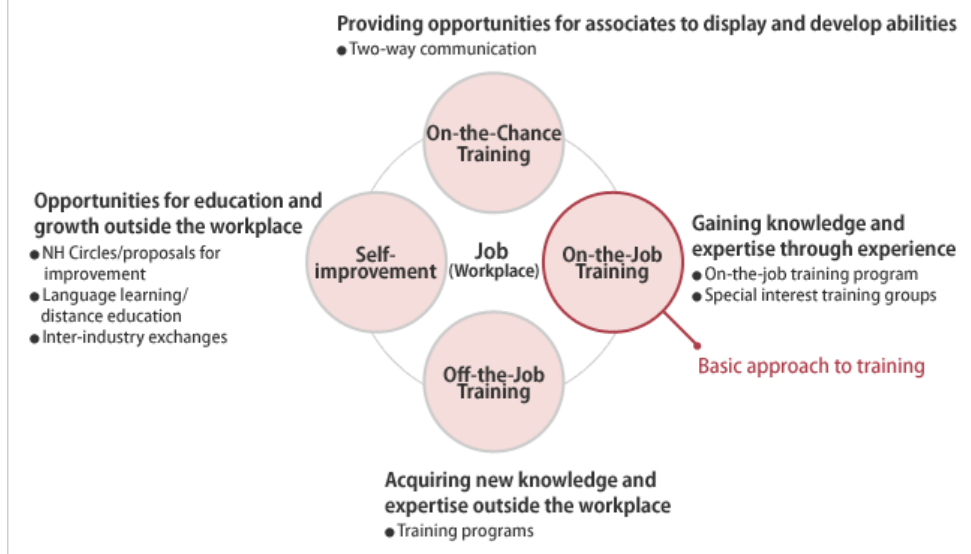 Providing opportunities for associates to display and develop abilities
● Two-way communication
On-the-Chance
Training
Opportunities for education and
growth outside the workplace
● NH Circles/proposals for
improvement
● Language learning/
distance education
● Inter-industry exchanges
Self-
improvement
Job
(Workplace)
On-the-Job
Training
Gaining knowledge and
expertise through experience
● On-the-job training program
● Special interest training groups
Basic approach to training
Off-the-Job
Training
Acquiring new knowledge and
expertise outside the workplace
● Training programs